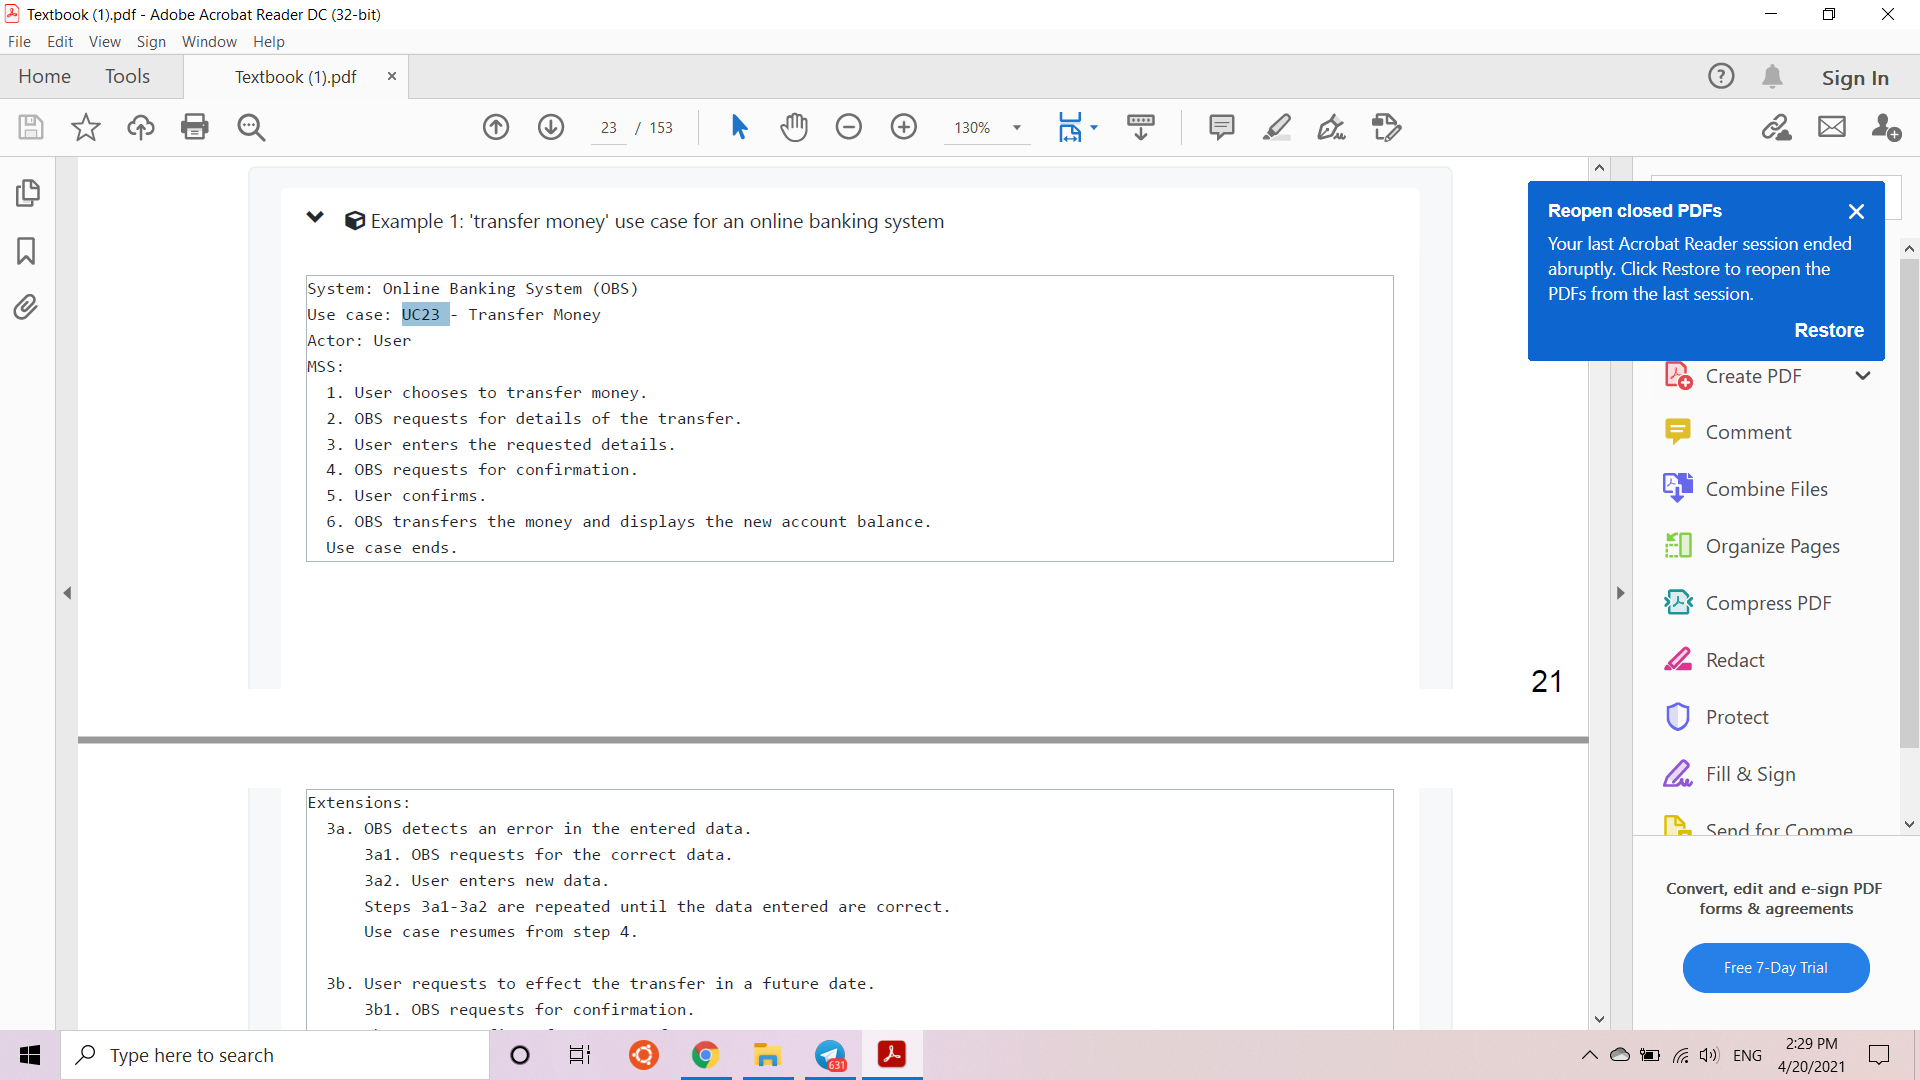 Textbook (1).pdf - Adobe Acrobat Reader DC (32-bit)
File Edit View Sign Window Help
Home Tools Textbook (1).pdf Sign In
23 / 153 130%
Example 1: 'transfer money' use case for an online banking system
System: Online Banking System (OBS)
Use case: UC23 - Transfer Money
Actor: User
MSS:
1. User chooses to transfer money.
2. OBS requests for details of the transfer.
3. User enters the requested details.
4. OBS requests for confirmation.
5. User confirms.
6. OBS transfers the money and displays the new account balance.
Use case ends.
21
Extensions:
3a. OBS detects an error in the entered data.
3a1. OBS requests for the correct data.
3a2. User enters new data.
Steps 3a1-3a2 are repeated until the data entered are correct.
Use case resumes from step 4.
3b. User requests to effect the transfer in a future date.
3b1. OBS requests for confirmation.
Reopen closed PDFs
Your last Acrobat Reader session ended
abruptly. Click Restore to reopen the
PDFs from the last session.
Restore
Create PDF
Comment
Combine Files
Organize Pages
Compress PDF
Redact
Protect
Fill & Sign
Send for Comme
Convert, edit and e-sign PDF
forms & agreements
Free 7-Day Trial
Type here to search
631
ENG
2:29 PM
4/20/2021